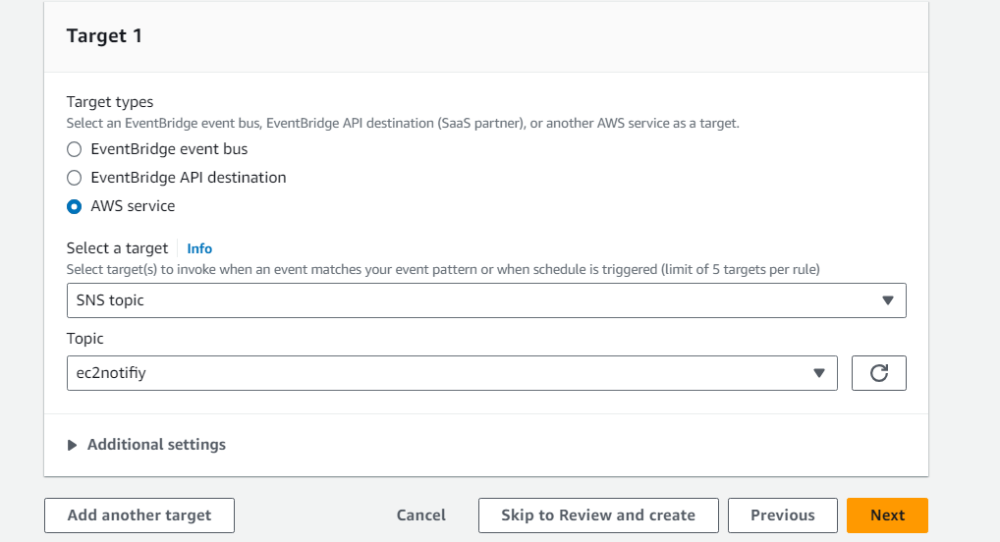 Target 1
Target types
Select an EventBridge event bus, EventBridge API destination (SaaS partner), or another AWS service as a target.
EventBridge event bus
EventBridge API destination
AWS service
Select a target Info
Select target(s) to invoke when an event matches your event pattern or when schedule is triggered (limit of 5 targets per rule)
SNS topic
Topic
ec2notifiy
Additional settings
Add another target Cancel Skip to Review and create Previous Next